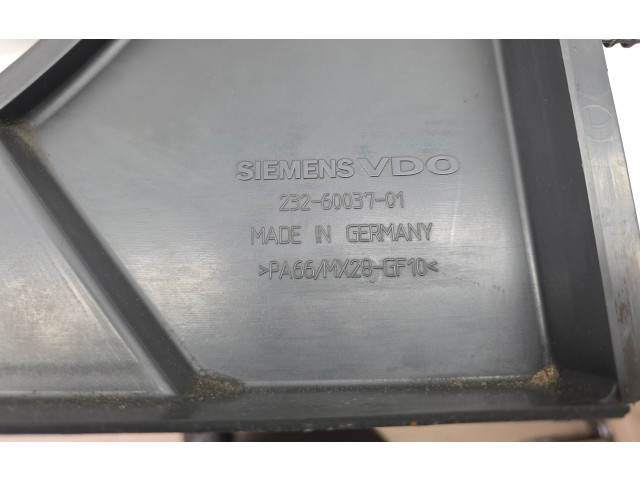 SIEMENS VDO
232-60037-01
MADE IN GERMANY
>PA66/MX28-GF10<